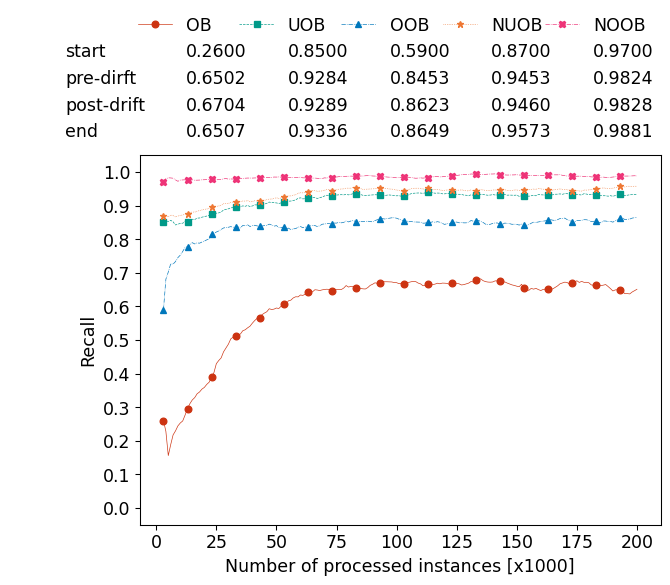 OB UOB OOB NUOB NOOB
start 0.2600 0.8500 0.5900 0.8700 0.9700
pre-dirft 0.6502 0.9284 0.8453 0.9453 0.9824
post-drift 0.6704 0.9289 0.8623 0.9460 0.9828
end 0.6507 0.9336 0.8649 0.9573 0.9881
1.0
0.9
0.8
0.7
0.6
0.5
0.4
0.3
0.2
0.1
0.0
Recall
0 25 50 75 100 125 150 175 200
Number of processed instances [x1000]